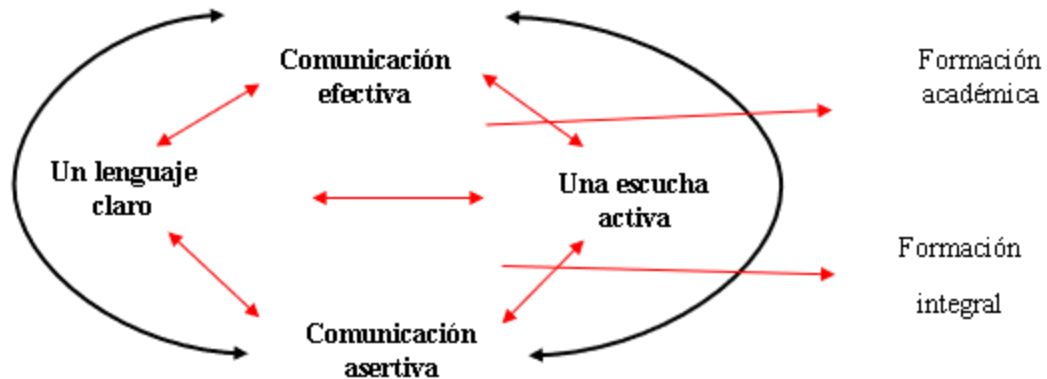 Comunicación
efectiva
Formación
académica
Un lenguaje
claro
Una escucha
activa
Formación
integral
Comunicación
asertiva